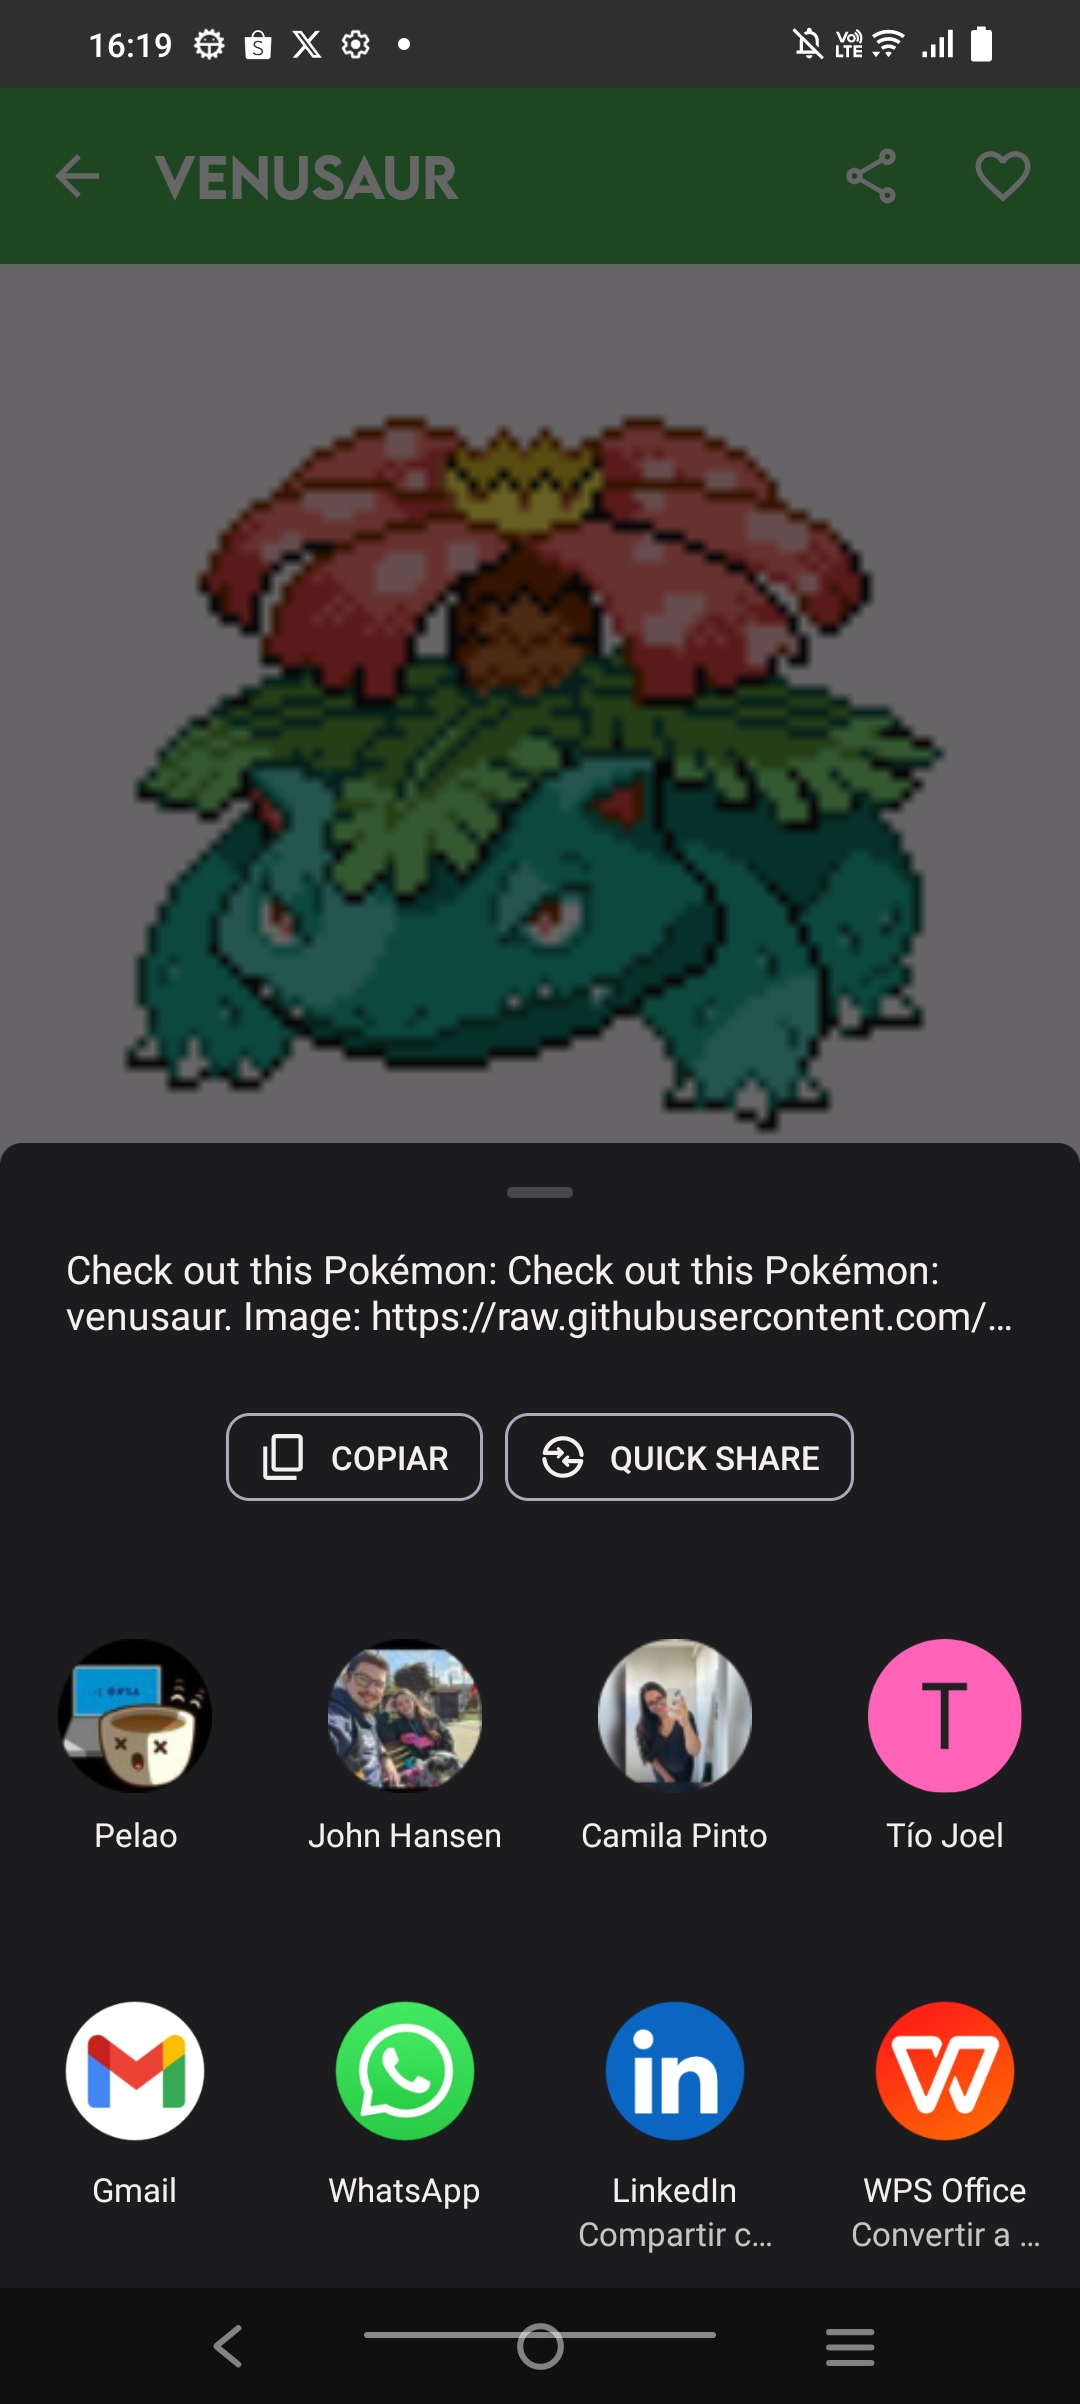 16:19
VoLTE
VENUSAUR
Check out this Pokémon: Check out this Pokémon:
venusaur. Image: https://raw.githubusercontent.com/…
COPIAR
QUICK SHARE
T
Pelao
John Hansen
Camila Pinto
Tío Joel
Gmail
WhatsApp
LinkedIn
WPS Office
Compartir c…
Convertir a …